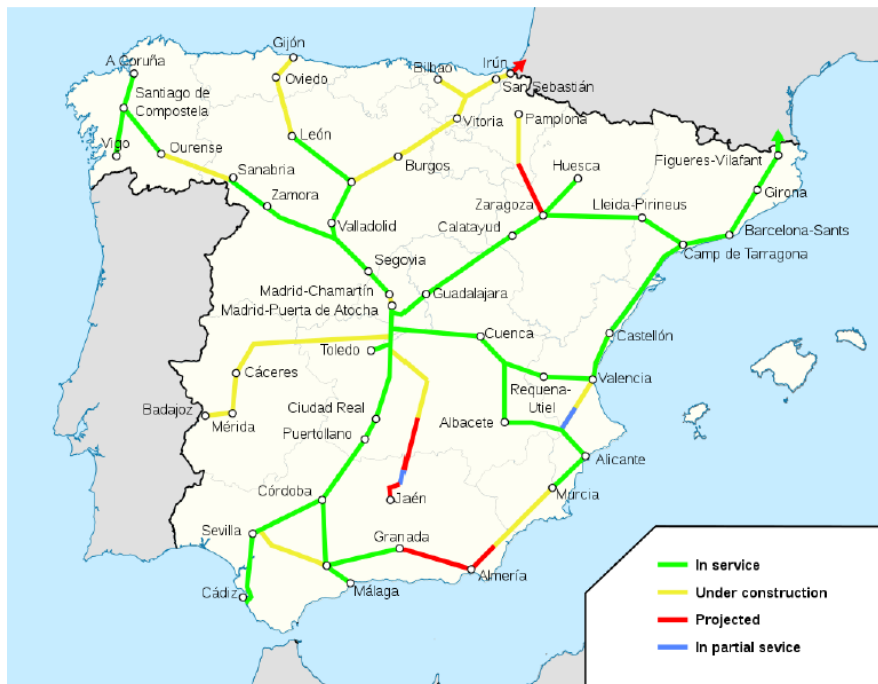 Gijón
A Coruña
Oviedo
Bilbao
Irún
San Sebastián
Santiago de
Compostela
Vitoria
Pamplona
León
Vigo
Ourense
Burgos
Huesca
Figueres-Vilafant
Sanabria
Zamora
Girona
Zaragoza
Lleida-Pirineus
Valladolid
Calatayud
Barcelona-Sants
Camp de Tarragona
Segovia
Madrid-Chamartín
Guadalajara
Madrid-Puerta de Atocha
Toledo
Cuenca
Castellón
Cáceres
Valencia
Requena-
Utiel
Badajoz
Mérida
Ciudad Real
Albacete
Puertollano
Alicante
Córdoba
Jaén
Murcia
Sevilla
Granada
Almería
Cádiz
Málaga
In service
Under construction
Projected
In partial sevice